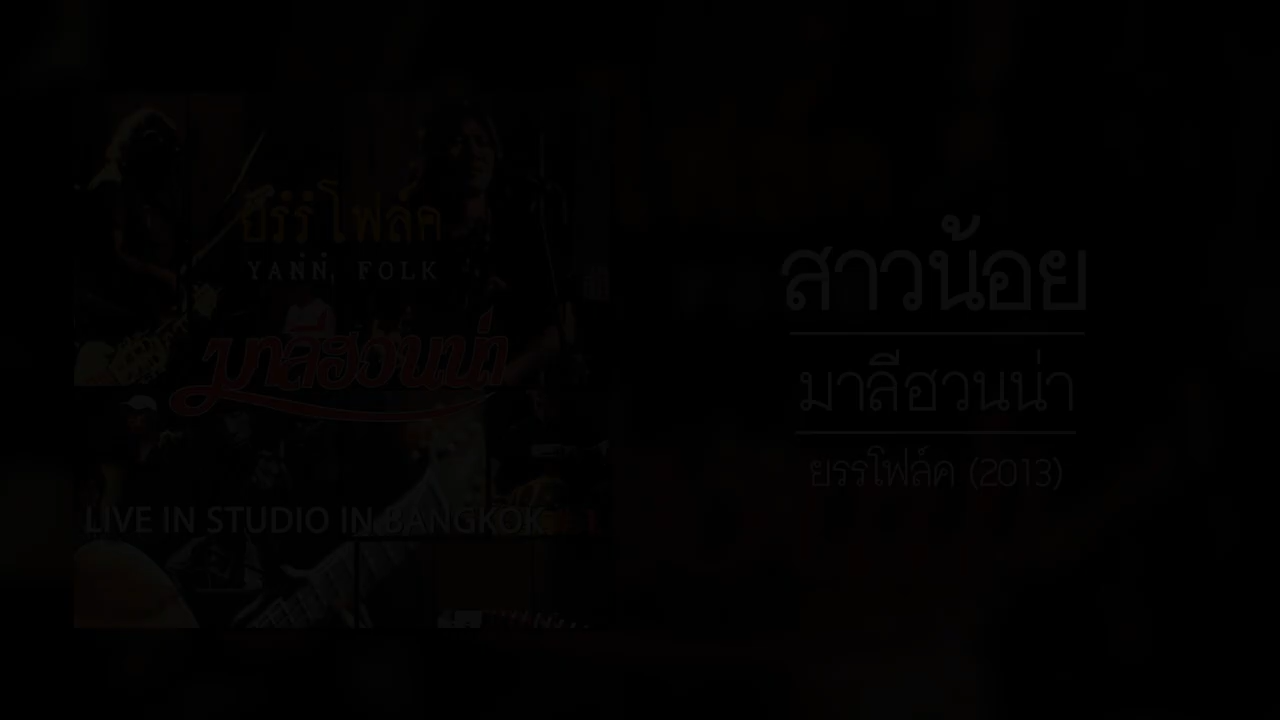 ยรรโฟล์ค
YANN FOLK
มาลีฮวนน่า
LIVE IN STUDIO IN BANGKOK
สาวน้อย
มาลีฮวนน่า
ยรรโฟล์ค (2013)